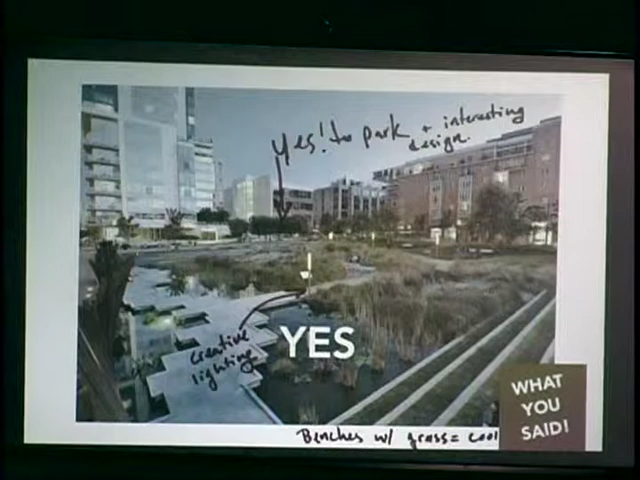 Yes! to park + interesting
design.
creative
lighting
YES
Benches w/ grass = cool
WHAT
YOU
SAID!